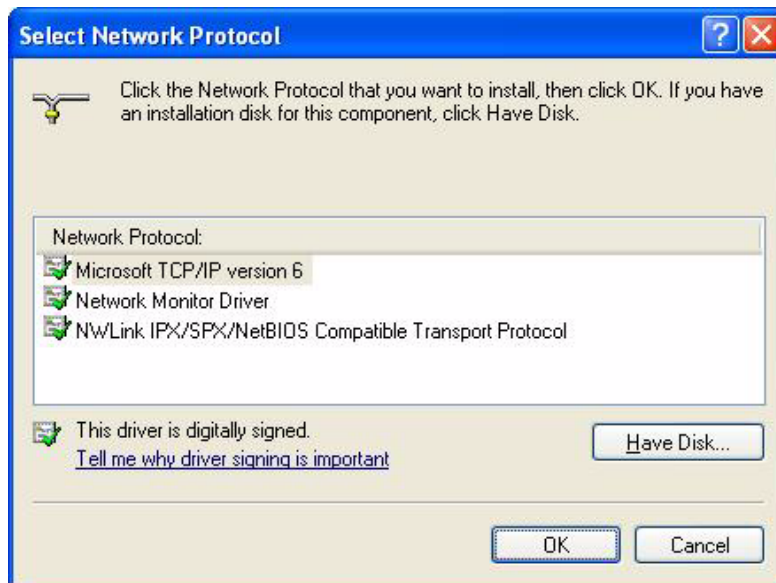 Select Network Protocol
Click the Network Protocol that you want to install, then click OK. If you have
an installation disk for this component, click Have Disk.
Network Protocol:
Microsoft TCP/IP version 6
Network Monitor Driver
NWLink IPX/SPX/NetBIOS Compatible Transport Protocol
This driver is digitally signed.
Tell me why driver signing is important
Have Disk...
OK
Cancel